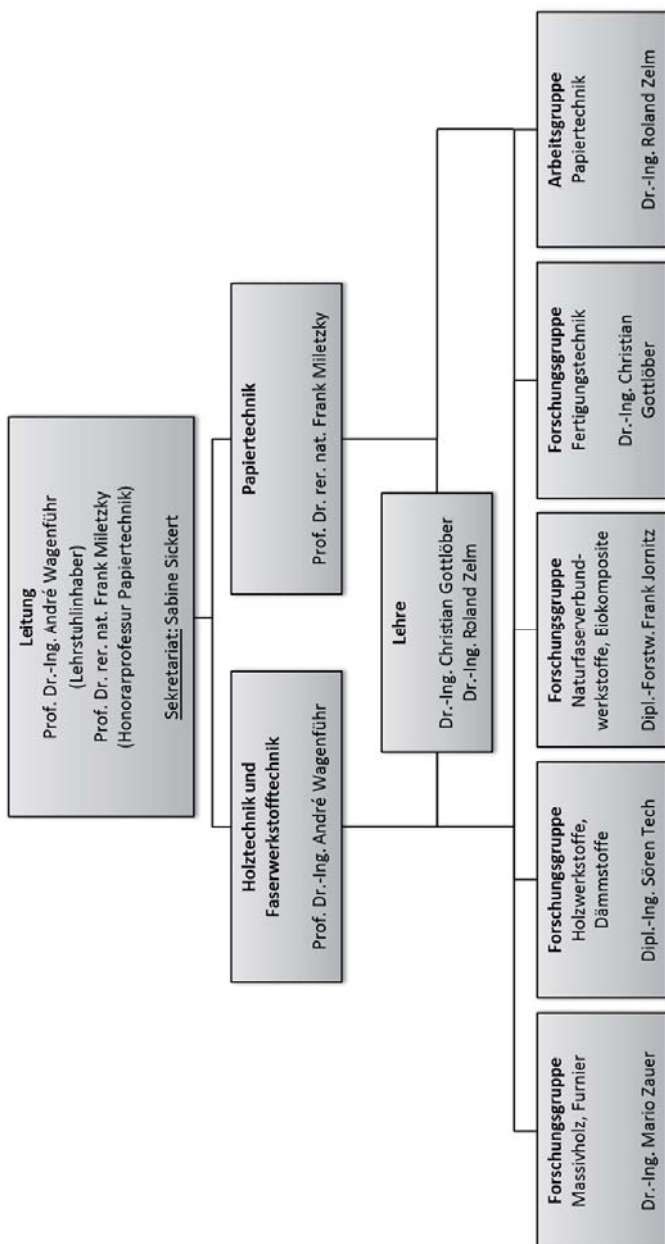 Leitung
Prof. Dr.-Ing. André Wagenführ
(Lehrstuhlinhaber)
Prof. Dr. rer. nat. Frank Miletzky
(Honorarprofessur Papiertechnik)
Sekretariat: Sabine Sickert
Holztechnik und
Faserwerkstofftechnik
Prof. Dr.-Ing. André Wagenführ
Papiertechnik
Prof. Dr. rer. nat. Frank Miletzky
Lehre
Dr.-Ing. Christian Gottlöber
Dr.-Ing. Roland Zelm
Forschungsgruppe
Massivholz, Furnier
Dr.-Ing. Mario Zauer
Forschungsgruppe
Holzwerkstoffe,
Dämmstoffe
Dipl.-Ing. Sören Tech
Forschungsgruppe
Naturfaserverbund-
werkstoffe, Biokomposite
Dipl.-Forstw. Frank Jornitz
Forschungsgruppe
Fertigungstechnik
Dr.-Ing. Christian
Gottlöber
Arbeitsgruppe
Papiertechnik
Dr.-Ing. Roland Zelm